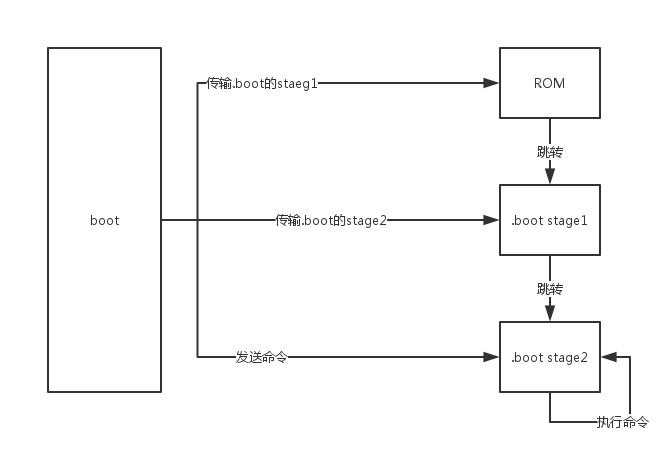 传输.boot的staeg1
ROM
跳转
boot
传输.boot的stage2
.boot stage1
跳转
发送命令
.boot stage2
执行命令